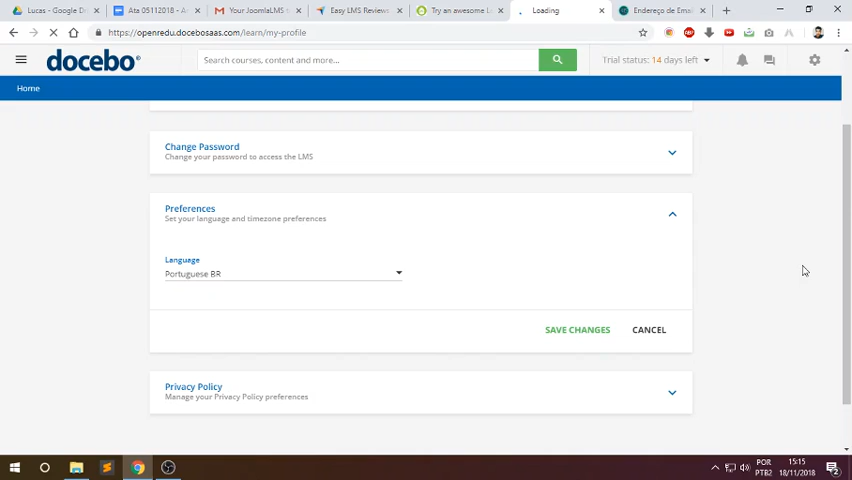 Lucas - Google D
Ata 05112018 - A
Your JoomlaLMS
Easy LMS Reviews
Try an awesome L
Loading
Endereço de Emai
https://openredu.docebosaas.com/learn/my-profile
docebo
Search courses, content and more...
Trial status: 14 days left
Home
Change Password
Change your password to access the LMS
Preferences
Set your language and timezone preferences
Language
Portuguese BR
SAVE CHANGES
CANCEL
Privacy Policy
Manage your Privacy Policy preferences
POR
PTB2
15:15
18/11/2018
2